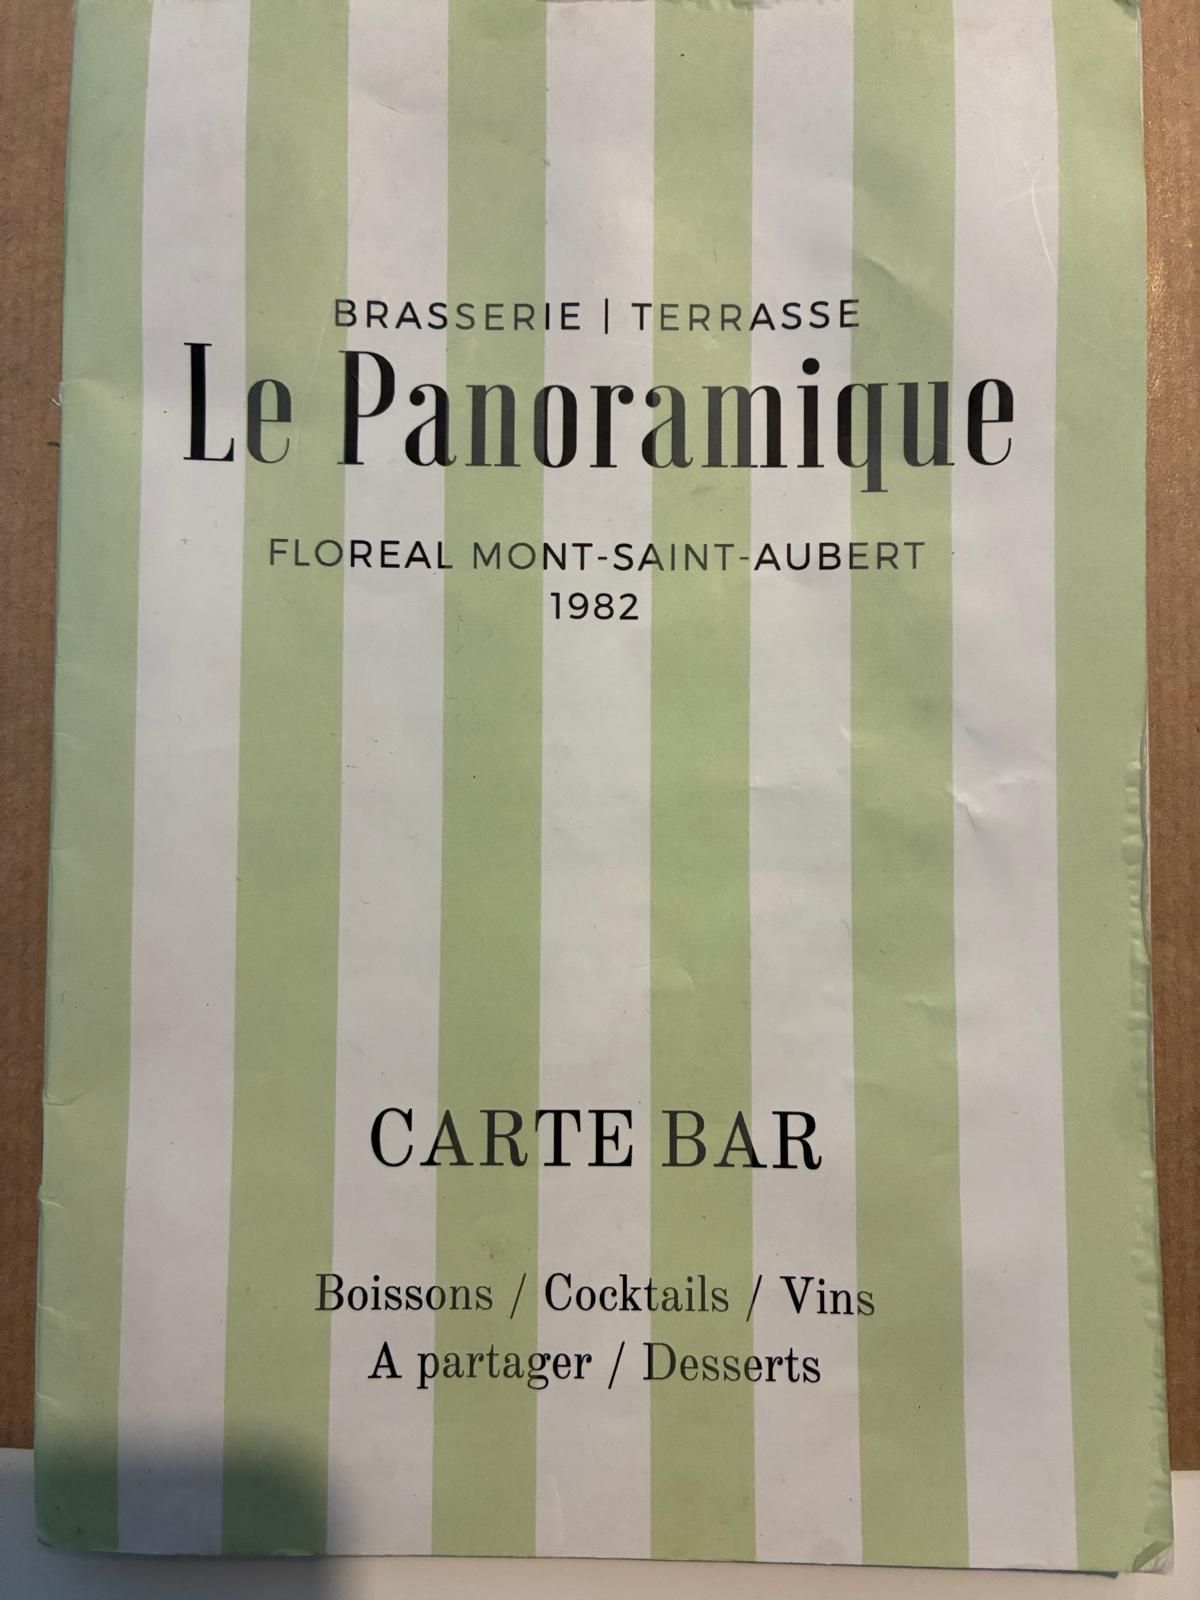 BRASSERIE | TERRASSE
Le Panoramique
FLOREAL MONT-SAINT-AUBERT
1982
CARTE BAR
Boissons / Cocktails / Vins
A partager / Desserts